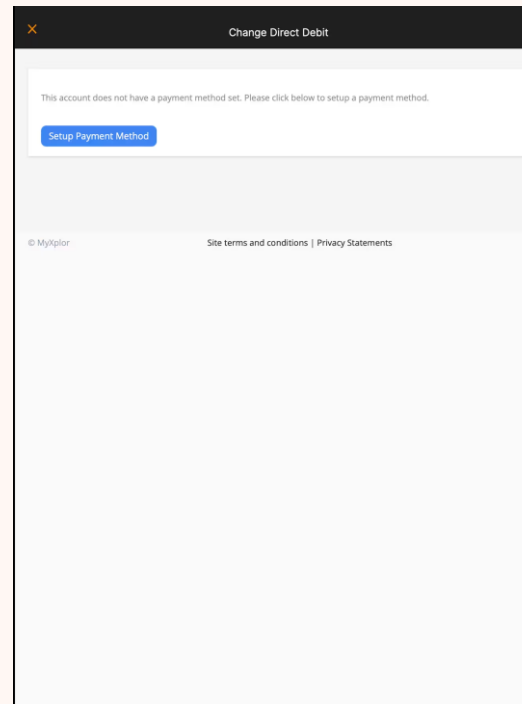 Change Direct Debit
This account does not have a payment method set. Please click below to setup a payment method.
Setup Payment Method
© MyXplor
Site terms and conditions | Privacy Statements